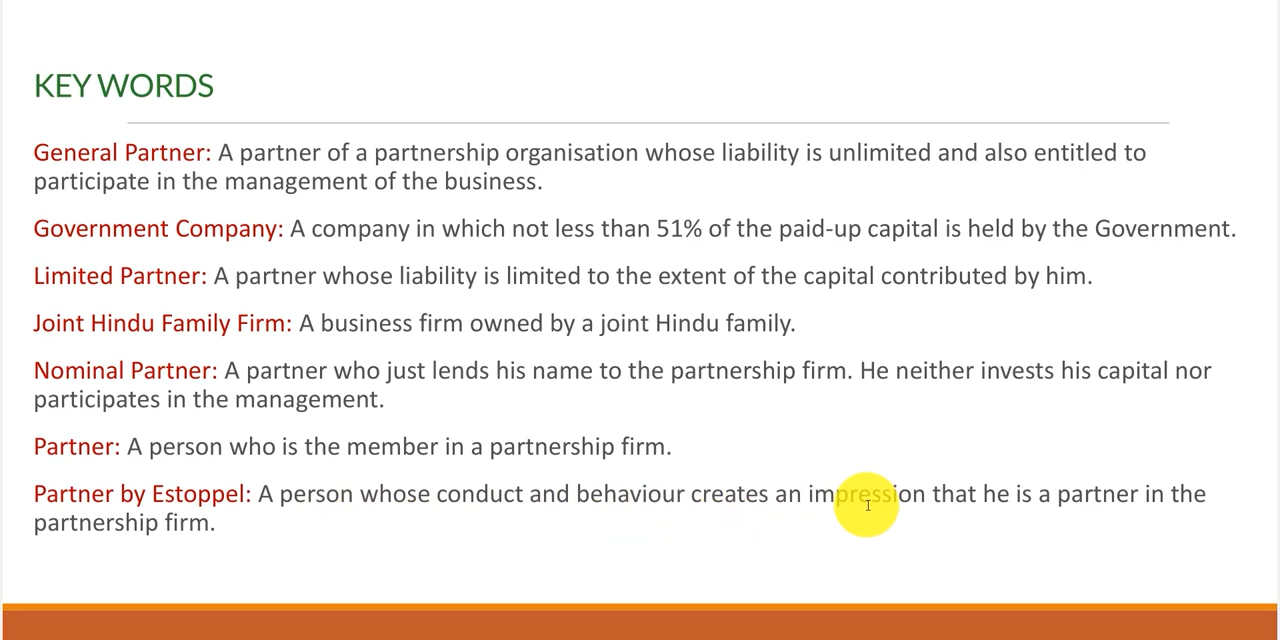 KEY WORDS
General Partner: A partner of a partnership organisation whose liability is unlimited and also entitled to
participate in the management of the business.
Government Company: A company in which not less than 51% of the paid-up capital is held by the Government.
Limited Partner: A partner whose liability is limited to the extent of the capital contributed by him.
Joint Hindu Family Firm: A business firm owned by a joint Hindu family.
Nominal Partner: A partner who just lends his name to the partnership firm. He neither invests his capital nor
participates in the management.
Partner: A person who is the member in a partnership firm.
Partner by Estoppel: A person whose conduct and behaviour creates an impression that he is a partner in the
partnership firm.